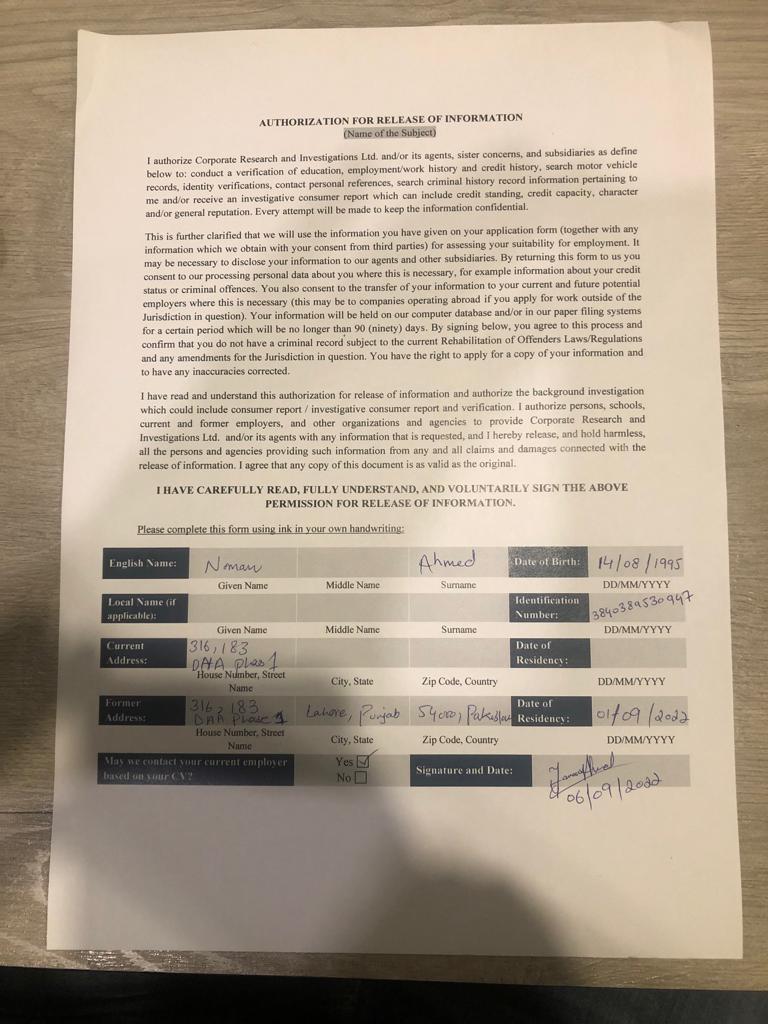 AUTHORIZATION FOR RELEASE OF INFORMATION
(Name of the Subject)
I authorize Corporate Research and Investigations Ltd. and/or its agents, sister concerns, and subsidiaries as define
below to: conduct a verification of education, employment/work history and credit history, search motor vehicle
records, identity verifications, contact personal references, search criminal history record information pertaining to
me and/or receive an investigative consumer report which can include credit standing, credit capacity, character
and/or general reputation. Every attempt will be made to keep the information confidential.
This is further clarified that we will use the information you have given on your application form (together with any
information which we obtain with your consent from third parties) for assessing your suitability for employment. It
may be necessary to disclose your information to our agents and other subsidiaries. By returning this form to us you
consent to our processing personal data about you where this is necessary, for example information about your credit
status or criminal offences. You also consent to the transfer of your information to your current and future potential
employers where this is necessary (this may be to companies operating abroad if you apply for work outside of the
Jurisdiction in question). Your information will be held on our computer database and/or in our paper filing systems
for a certain period which will be no longer than 90 (ninety) days. By signing below, you agree to this process and
confirm that you do not have a criminal record subject to the current Rehabilitation of Offenders Laws/Regulations
and any amendments for the Jurisdiction in question. You have the right to apply for a copy of your information and
to have any inaccuracies corrected.
I have read and understand this authorization for release of information and authorize the background investigation
which could include consumer report / investigative consumer report and verification. I authorize persons, schools,
current and former employers, and other organizations and agencies to provide Corporate Research and
Investigations Ltd. and/or its agents with any information that is requested, and I hereby release, and hold harmless,
all the persons and agencies providing such information from any and all claims and damages connected with the
release of information. I agree that any copy of this document is as valid as the original.
I HAVE CAREFULLY READ, FULLY UNDERSTAND, AND VOLUNTARILY SIGN THE ABOVE
PERMISSION FOR RELEASE OF INFORMATION.
Please complete this form using ink in your own handwriting:
English Name: Noman Ahmed Date of Birth: 14/08/1995
Given Name Middle Name Surname DD/MM/YYYY
Local Name (if applicable): Identification Number: 3840389530947
Given Name Middle Name Surname DD/MM/YYYY
Current Address: 316, 183 Date of Residency:
DHA Phas 1
House Number, Street Name City, State Zip Code, Country DD/MM/YYYY
Former Address: 316, 183 Lahore, Punjab 54000, Pakistan Date of Residency: 01/09/2022
DAA Phase 1
House Number, Street Name City, State Zip Code, Country DD/MM/YYYY
May we contact your current employer based on your CV? Yes ☑ Signature and Date:
No ☐ 06/09/2022